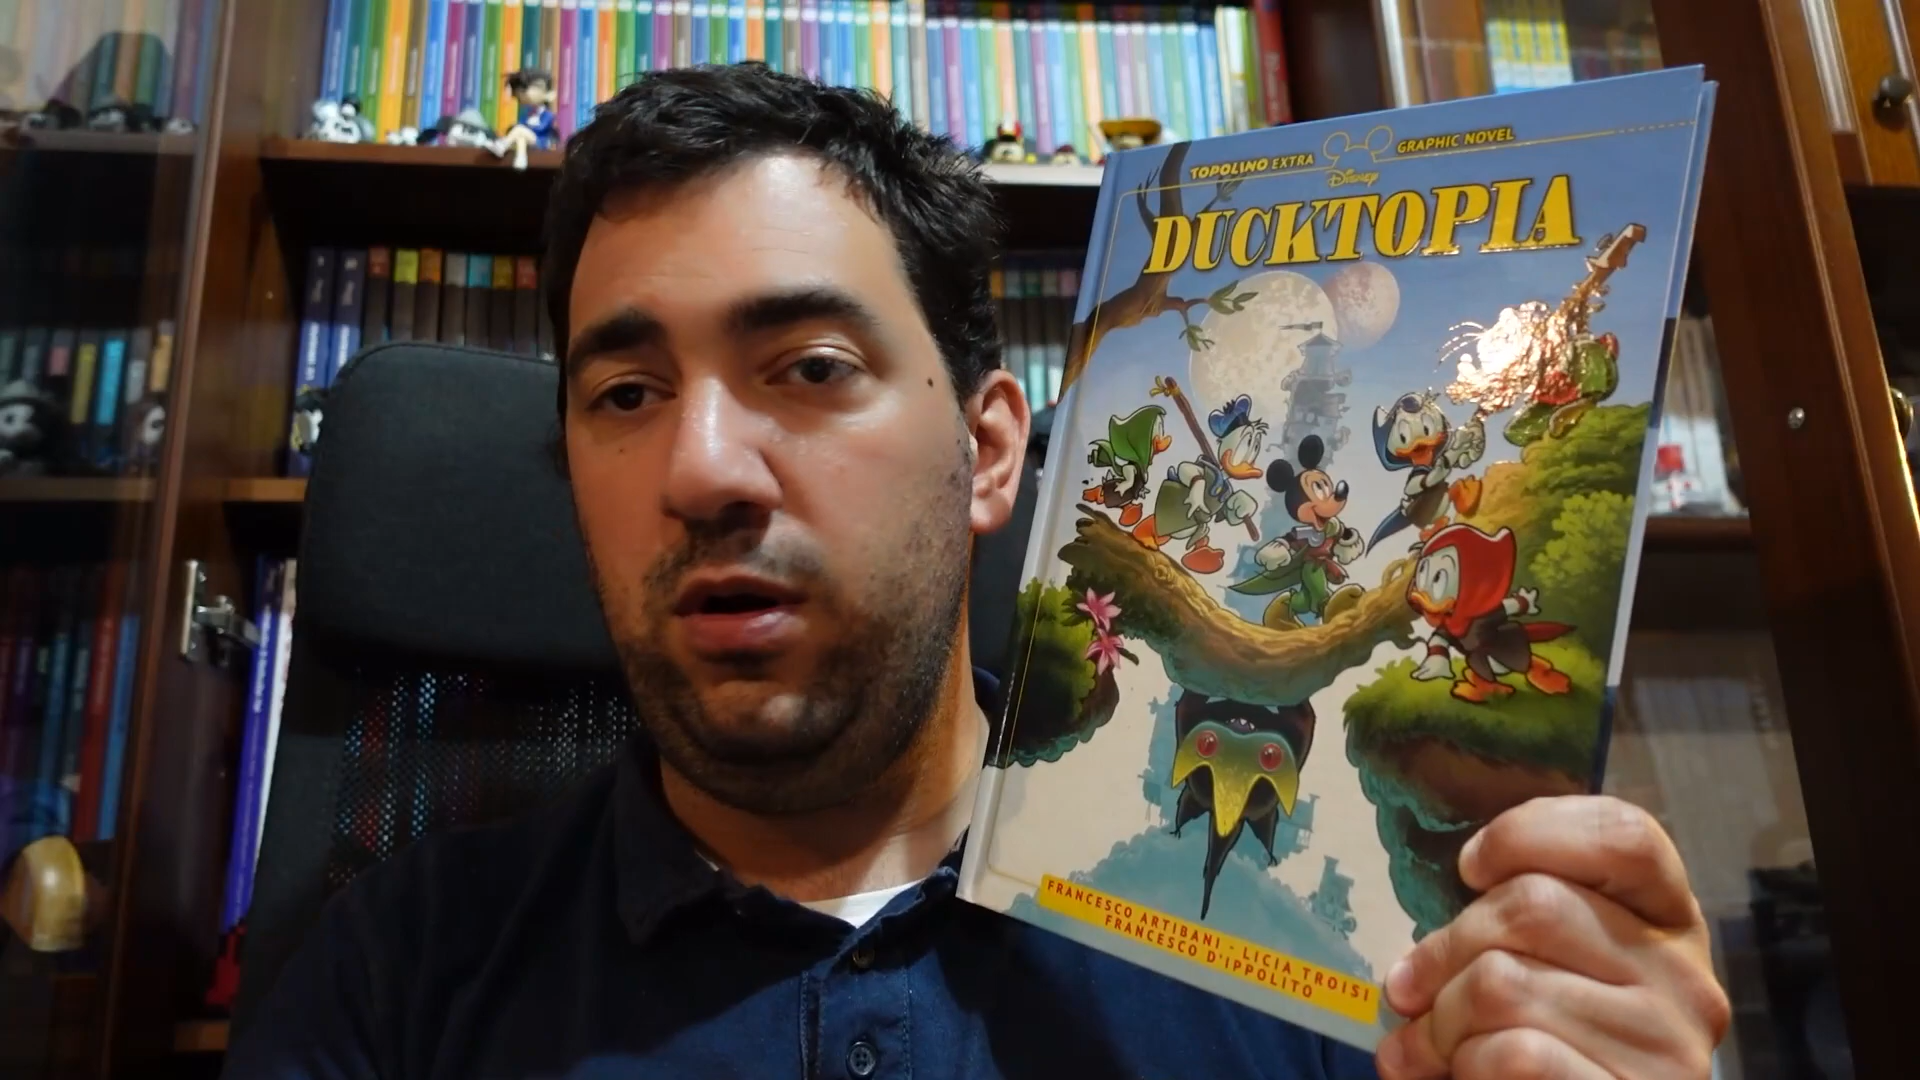 TOPOLINO EXTRA GRAPHIC NOVEL
Disney
DUCKTOPIA
FRANCESCO ARTIBANI - LICIA TROISI
FRANCESCO D'IPPOLITO